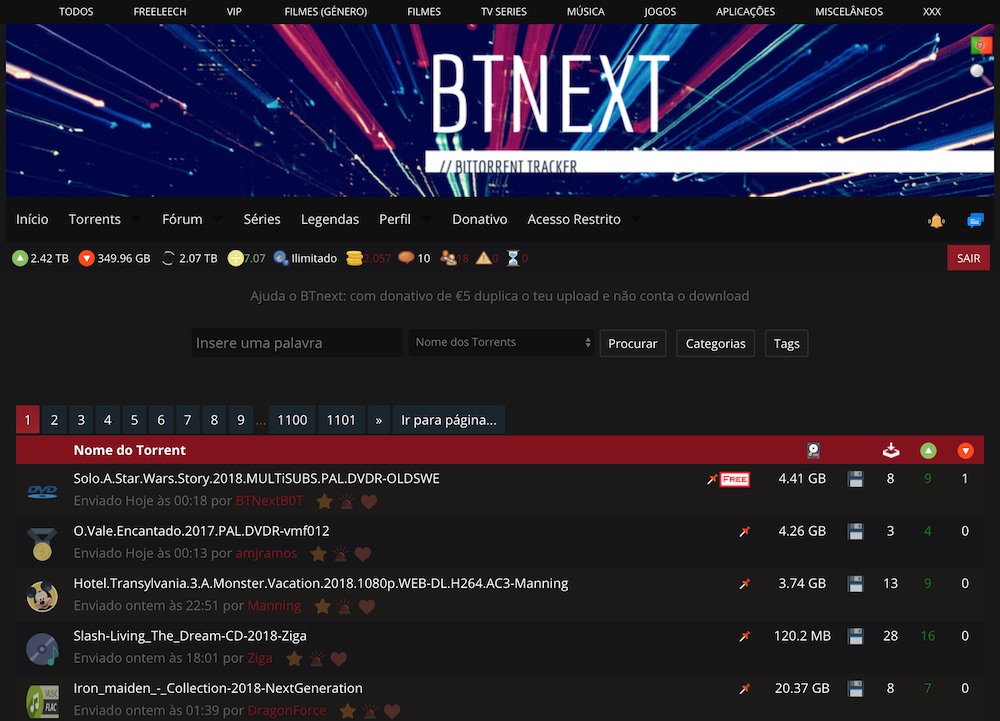 TODOS FREELEECH VIP FILMES (GÉNERO) FILMES TV SERIES MÚSICA JOGOS APLICAÇÕES MISCELÂNEOS XXX
BTNEXT
// BITTORRENT TRACKER
Início Torrents Fórum Séries Legendas Perfil Donativo Acesso Restrito
2.42 TB 349.96 GB 2.07 TB 7.07 Ilimitado 2.057 10 18 0 0 SAIR
Ajuda o BTnext: com donativo de €5 duplica o teu upload e não conta o download
Insere uma palavra Nome dos Torrents Procurar Categorias Tags
1 2 3 4 5 6 7 8 9 ... 1100 1101 » Ir para página...
Nome do Torrent
Solo.A.Star.Wars.Story.2018.MULTiSUBS.PAL.DVDR-OLDSWE FREE 4.41 GB 8 9 1
DVD Enviado Hoje às 00:18 por BTNextB0T
O.Vale.Encantado.2017.PAL.DVDR-vmf012 4.26 GB 3 4 0
Enviado Hoje às 00:13 por amjramos
Hotel.Transylvania.3.A.Monster.Vacation.2018.1080p.WEB-DL.H264.AC3-Manning 3.74 GB 13 9 0
Enviado ontem às 22:51 por Manning
Slash-Living_The_Dream-CD-2018-Ziga 120.2 MB 28 16 0
Enviado ontem às 18:01 por Ziga
Iron_maiden_-_Collection-2018-NextGeneration 20.37 GB 8 7 0
MUSIC FLAC Enviado ontem às 01:39 por DragonForce